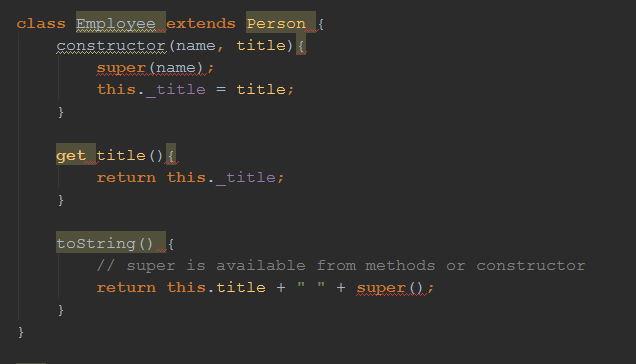 class Employee extends Person {
constructor(name, title){
super(name);
this._title = title;
}
get title(){
return this._title;
}
toString() {
// super is available from methods or constructor
return this.title + " " + super();
}
}